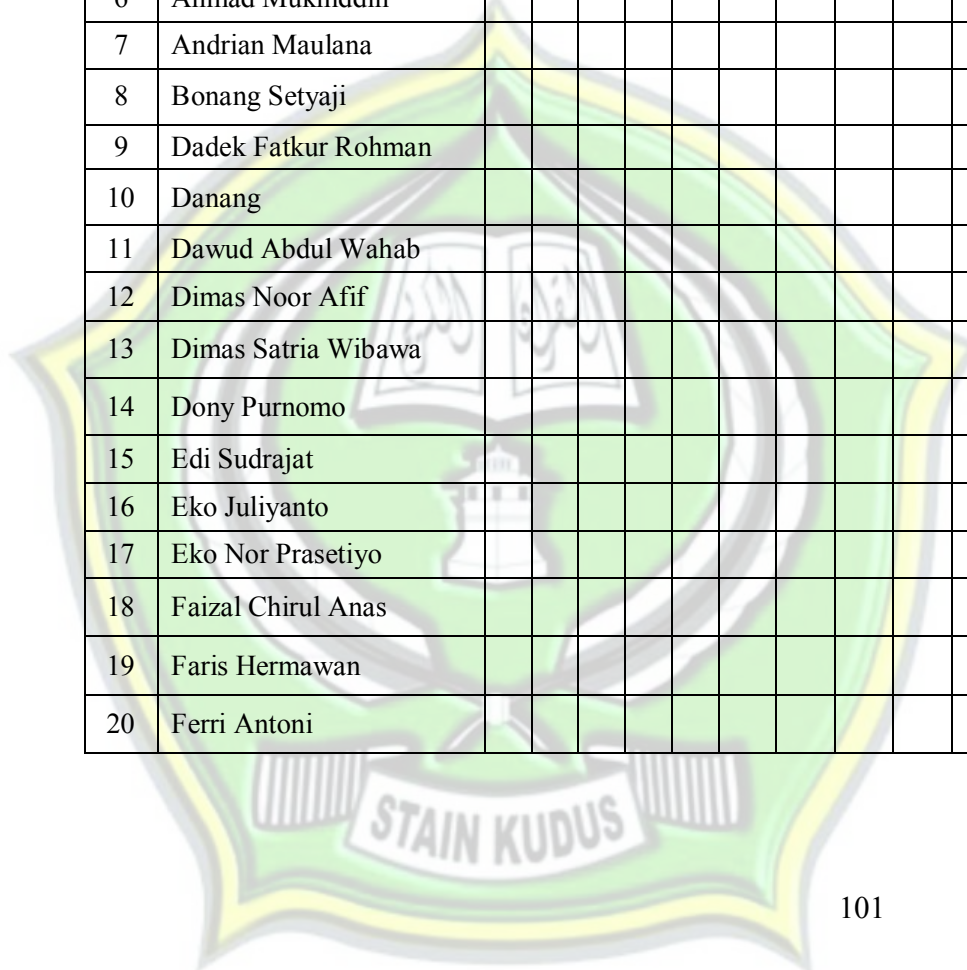 7 Andrian Maulana
8 Bonang Setyaji
9 Dadek Fatkur Rohman
10 Danang
11 Dawud Abdul Wahab
12 Dimas Noor Afif
13 Dimas Satria Wibawa
14 Dony Purnomo
15 Edi Sudrajat
16 Eko Juliyanto
17 Eko Nor Prasetiyo
18 Faizal Chirul Anas
19 Faris Hermawan
20 Ferri Antoni
STAIN KUDUS
101